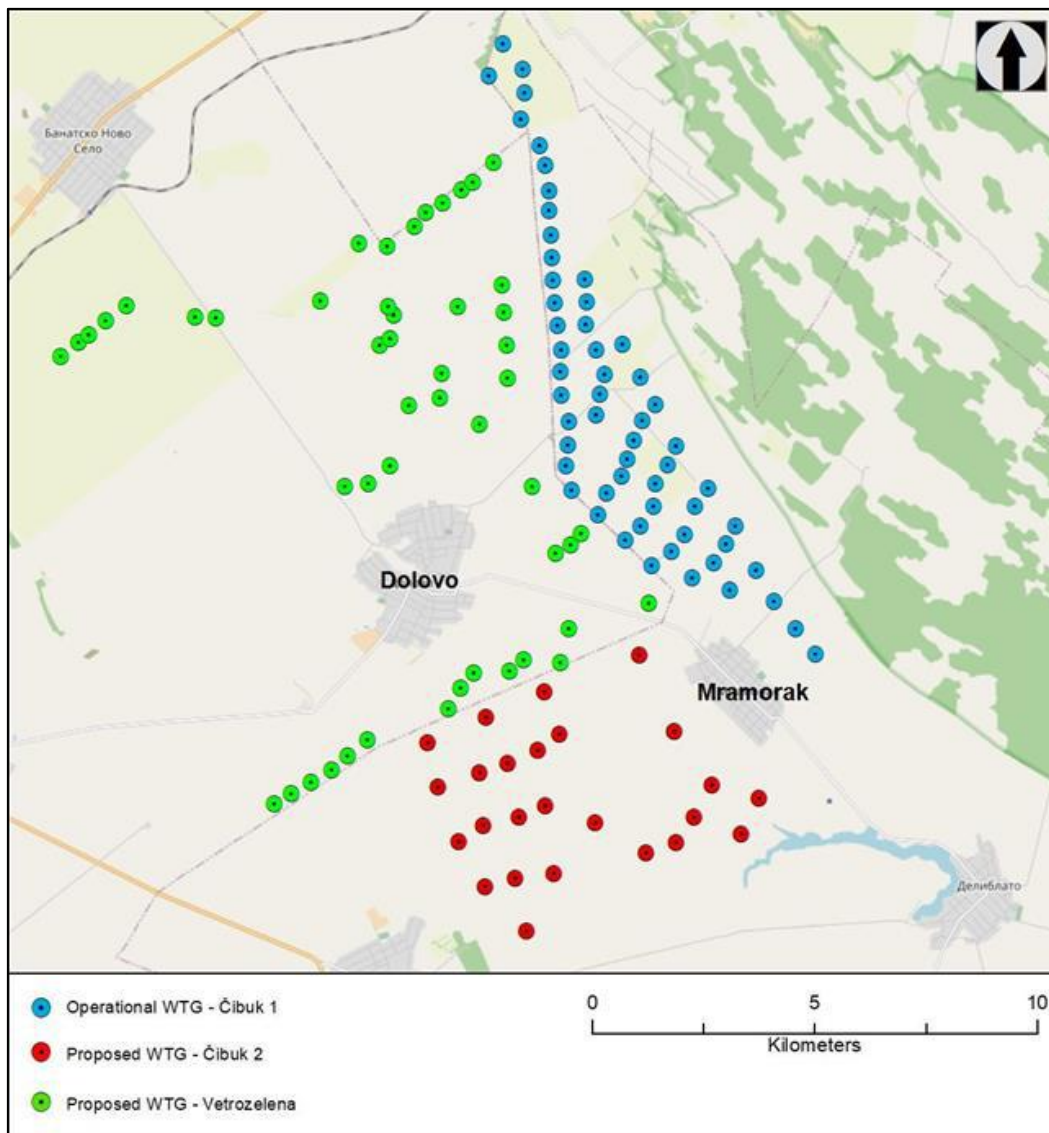 Банатско Ново
Село
Dolovo
Mramorak
Делиблато
Operational WTG - Čibuk 1
Proposed WTG - Čibuk 2
Proposed WTG - Vetrozelena
0 5 10
Kilometers